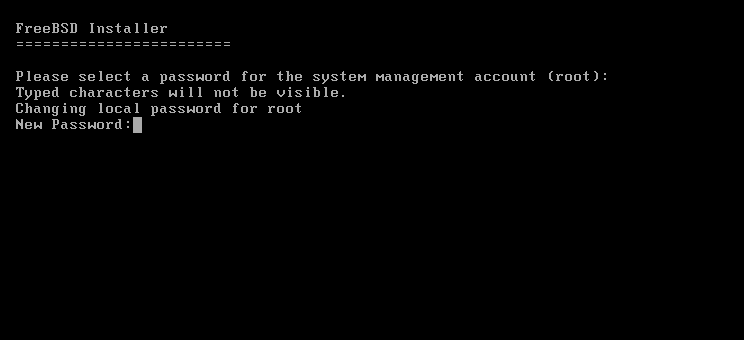 FreeBSD Installer
========================
Please select a password for the system management account (root):
Typed characters will not be visible.
Changing local password for root
New Password: